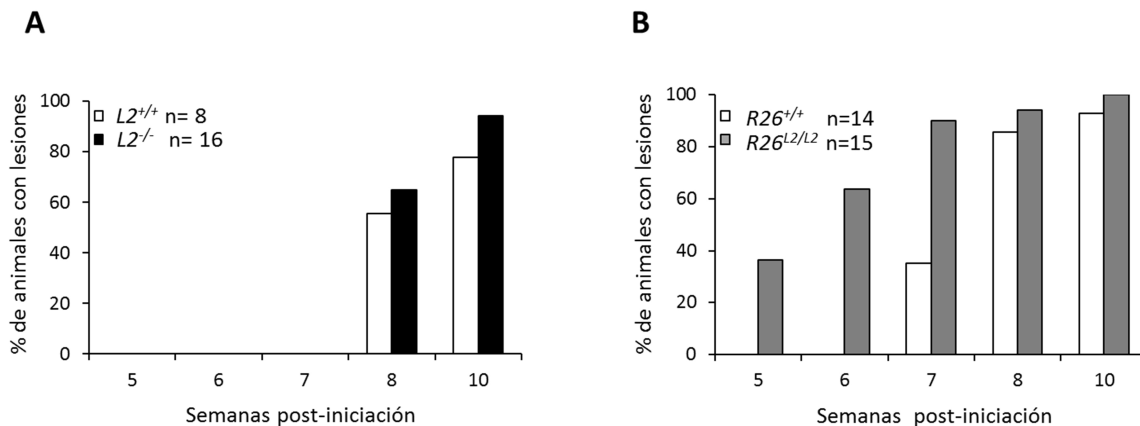 A
% de animales con lesiones
100
80
60
40
20
0
L2+/+ n= 8
L2-/- n= 16
5 6 7 8 10
Semanas post-iniciación
B
% de animales con lesiones
100
80
60
40
20
0
R26+/+ n=14
R26L2/L2 n=15
5 6 7 8 10
Semanas post-iniciación